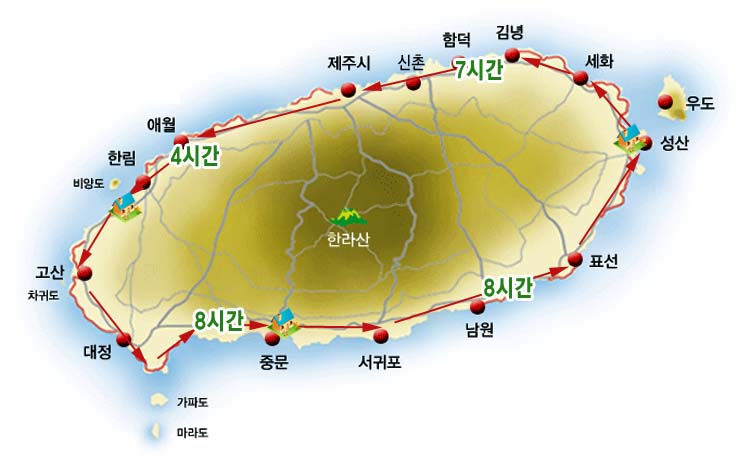 김녕
함덕
신촌
제주시
7시간
세화
우도
애월
성산
4시간
한림
비양도
한라산
고산
표선
차귀도
8시간
8시간
남원
대정
중문
서귀포
가파도
마라도